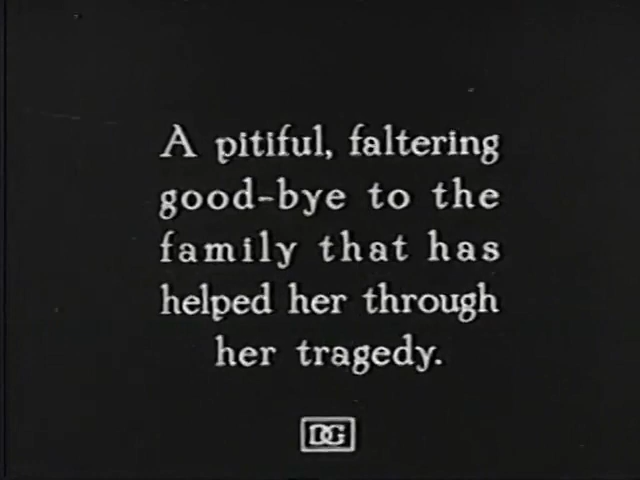 A pitiful, faltering
good-bye to the
family that has
helped her through
her tragedy.
DG